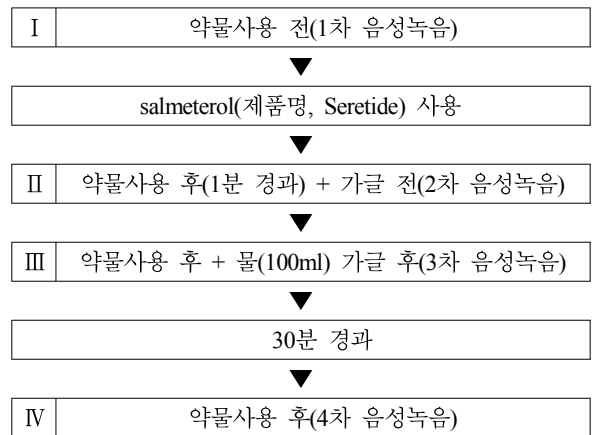 Ⅰ 약물사용 전(1차 음성녹음)
▼
salmeterol(제품명, Seretide) 사용
▼
Ⅱ 약물사용 후(1분 경과) + 가글 전(2차 음성녹음)
▼
Ⅲ 약물사용 후 + 물(100ml) 가글 후(3차 음성녹음)
▼
30분 경과
▼
Ⅳ 약물사용 후(4차 음성녹음)